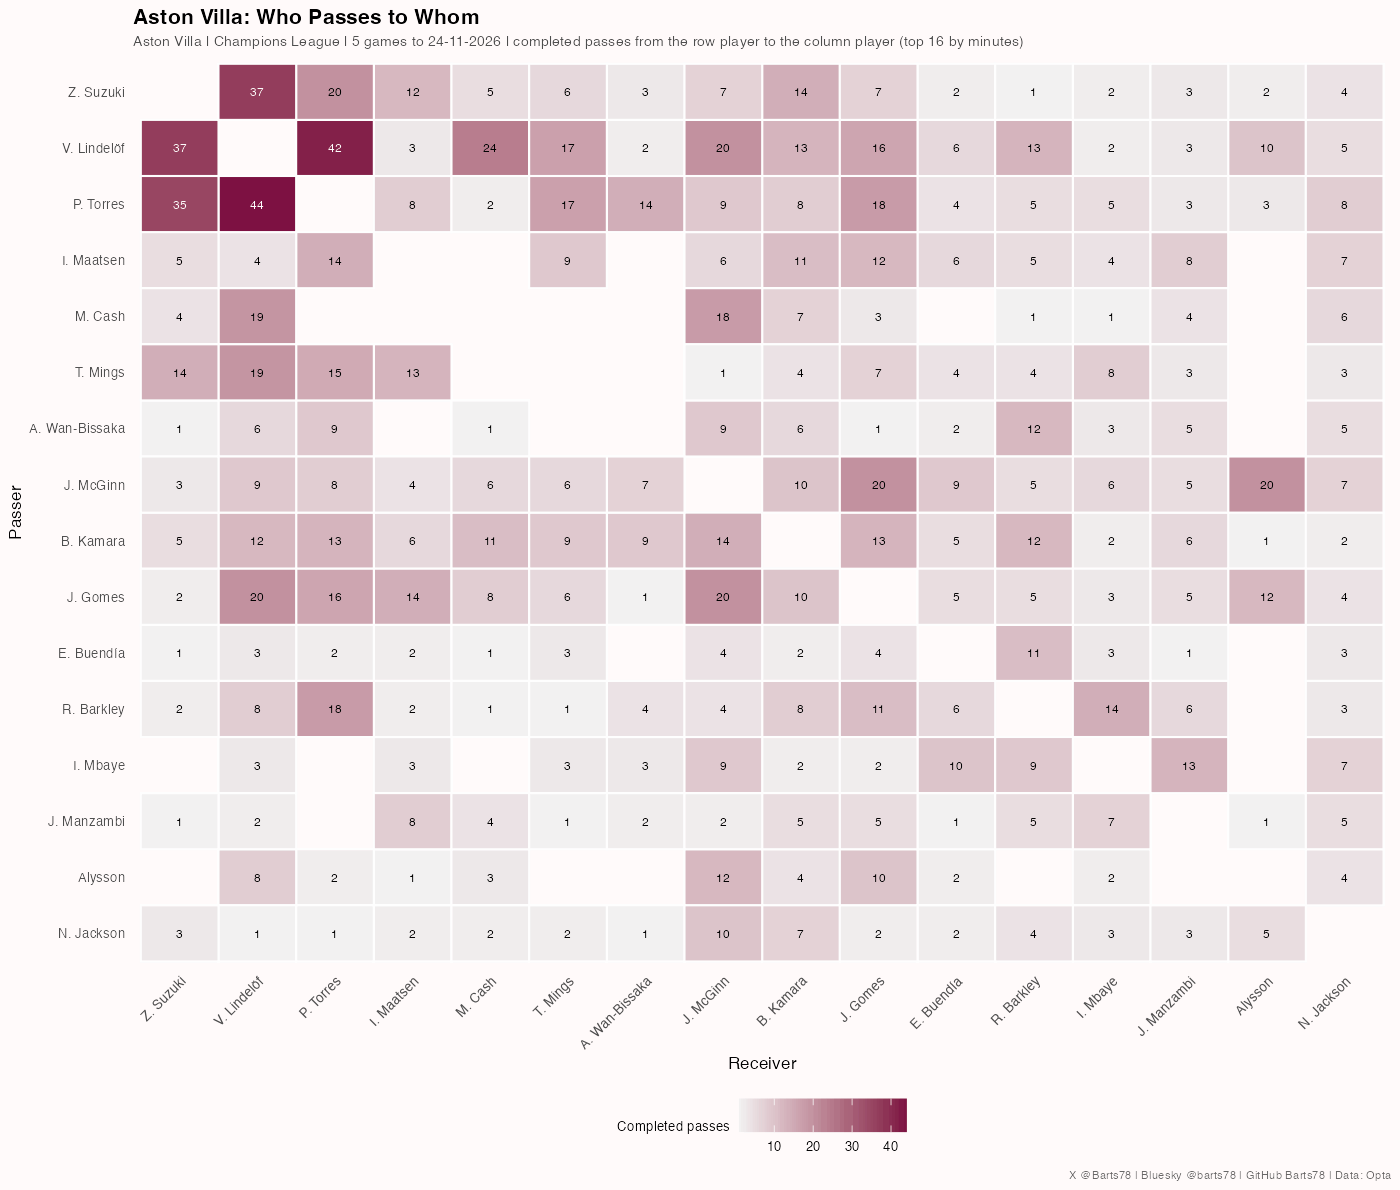 Aston Villa: Who Passes to Whom
Aston Villa | Champions League | 5 games to 24-11-2026 | completed passes from the row player to the column player (top 16 by minutes)
Passer
Z. Suzuki 37 20 12 5 6 3 7 14 7 2 1 2 3 2 4
V. Lindelöf 37 42 3 24 17 2 20 13 16 6 13 2 3 10 5
P. Torres 35 44 8 2 17 14 9 8 18 4 5 5 3 3 8
I. Maatsen 5 4 14 9 6 11 12 6 5 4 8 7
M. Cash 4 19 18 7 3 1 1 4 6
T. Mings 14 19 15 13 1 4 7 4 4 8 3 3
A. Wan-Bissaka 1 6 9 1 9 6 1 2 12 3 5 5
J. McGinn 3 9 8 4 6 6 7 10 20 9 5 6 5 20 7
B. Kamara 5 12 13 6 11 9 9 14 13 5 12 2 6 1 2
J. Gomes 2 20 16 14 8 6 1 20 10 5 5 3 5 12 4
E. Buendía 1 3 2 2 1 3 4 2 4 11 3 1 3
R. Barkley 2 8 18 2 1 1 4 4 8 11 6 14 6 3
I. Mbaye 3 3 3 3 9 2 2 10 9 13 7
J. Manzambi 1 2 8 4 1 2 2 5 5 1 5 7 1 5
Alysson 8 2 1 3 12 4 10 2 2 4
N. Jackson 3 1 1 2 2 2 1 10 7 2 2 4 3 3 5
Z. Suzuki V. Lindelöf P. Torres I. Maatsen M. Cash T. Mings A. Wan-Bissaka J. McGinn B. Kamara J. Gomes E. Buendía R. Barkley I. Mbaye J. Manzambi Alysson N. Jackson
Receiver
Completed passes
10 20 30 40
X @Barts78 | Bluesky @barts78 | GitHub Barts78 | Data: Opta